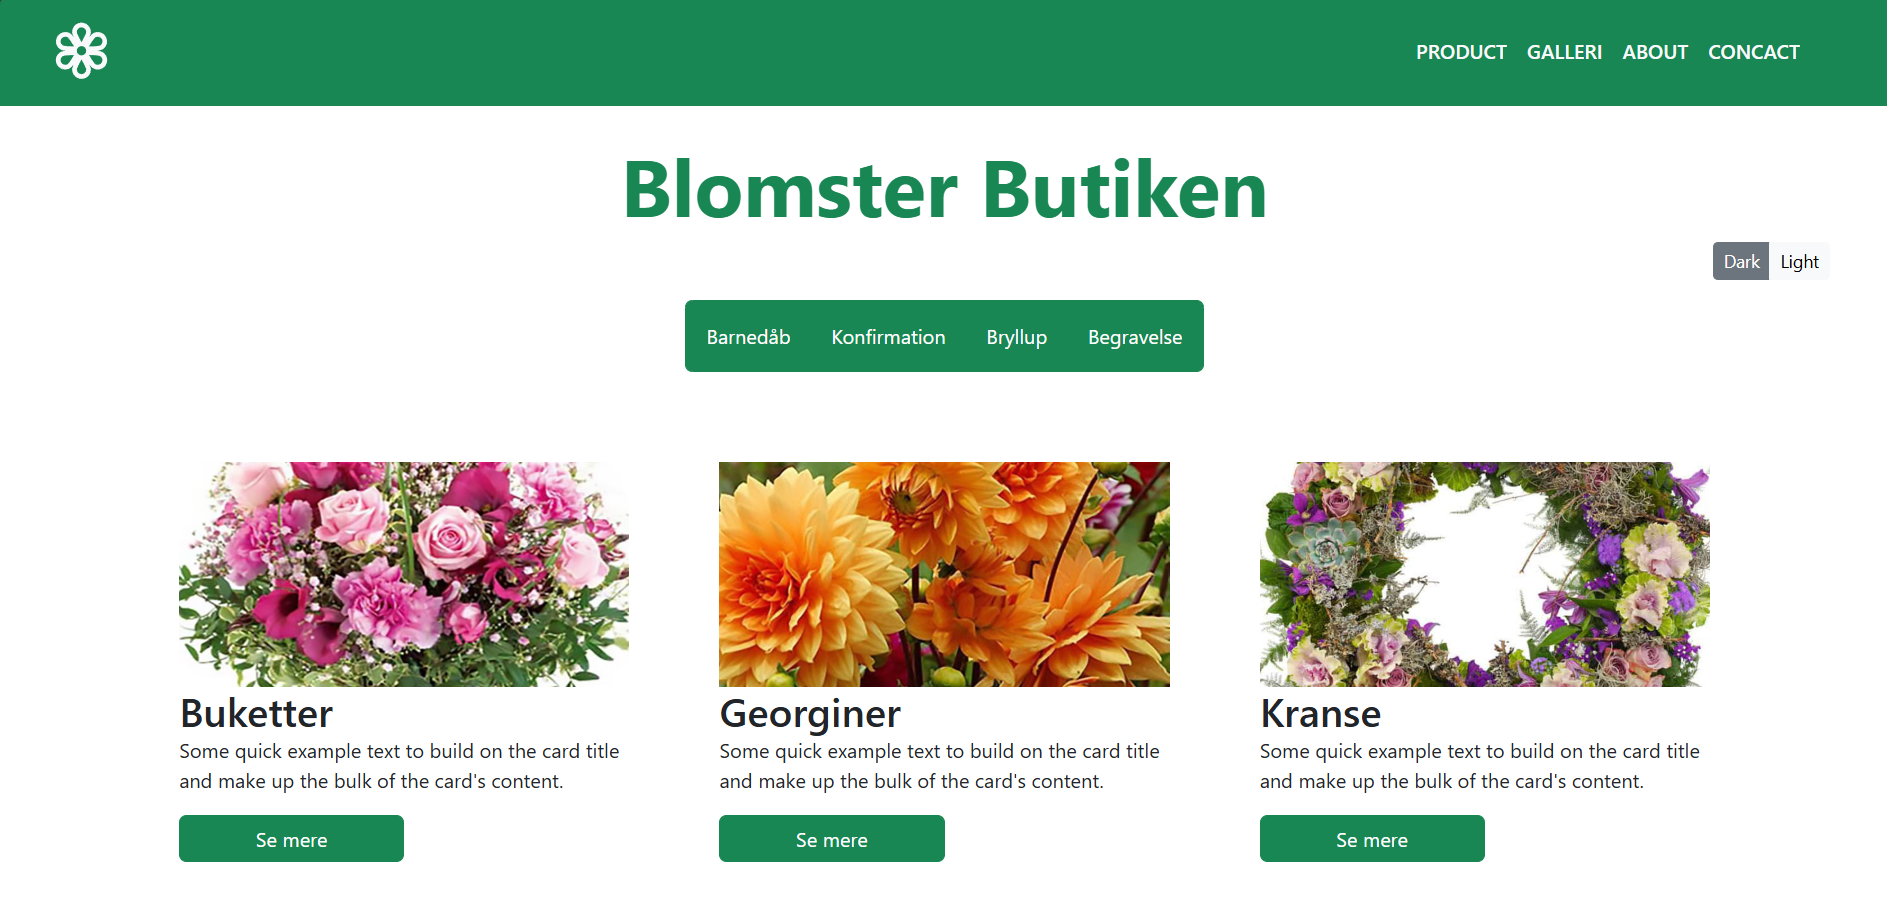 PRODUCT GALLERI ABOUT CONCACT
Blomster Butiken
Dark Light
Barnedåb Konfirmation Bryllup Begravelse
Buketter
Some quick example text to build on the card title
and make up the bulk of the card's content.
Se mere
Georginer
Some quick example text to build on the card title
and make up the bulk of the card's content.
Se mere
Kranse
Some quick example text to build on the card title
and make up the bulk of the card's content.
Se mere